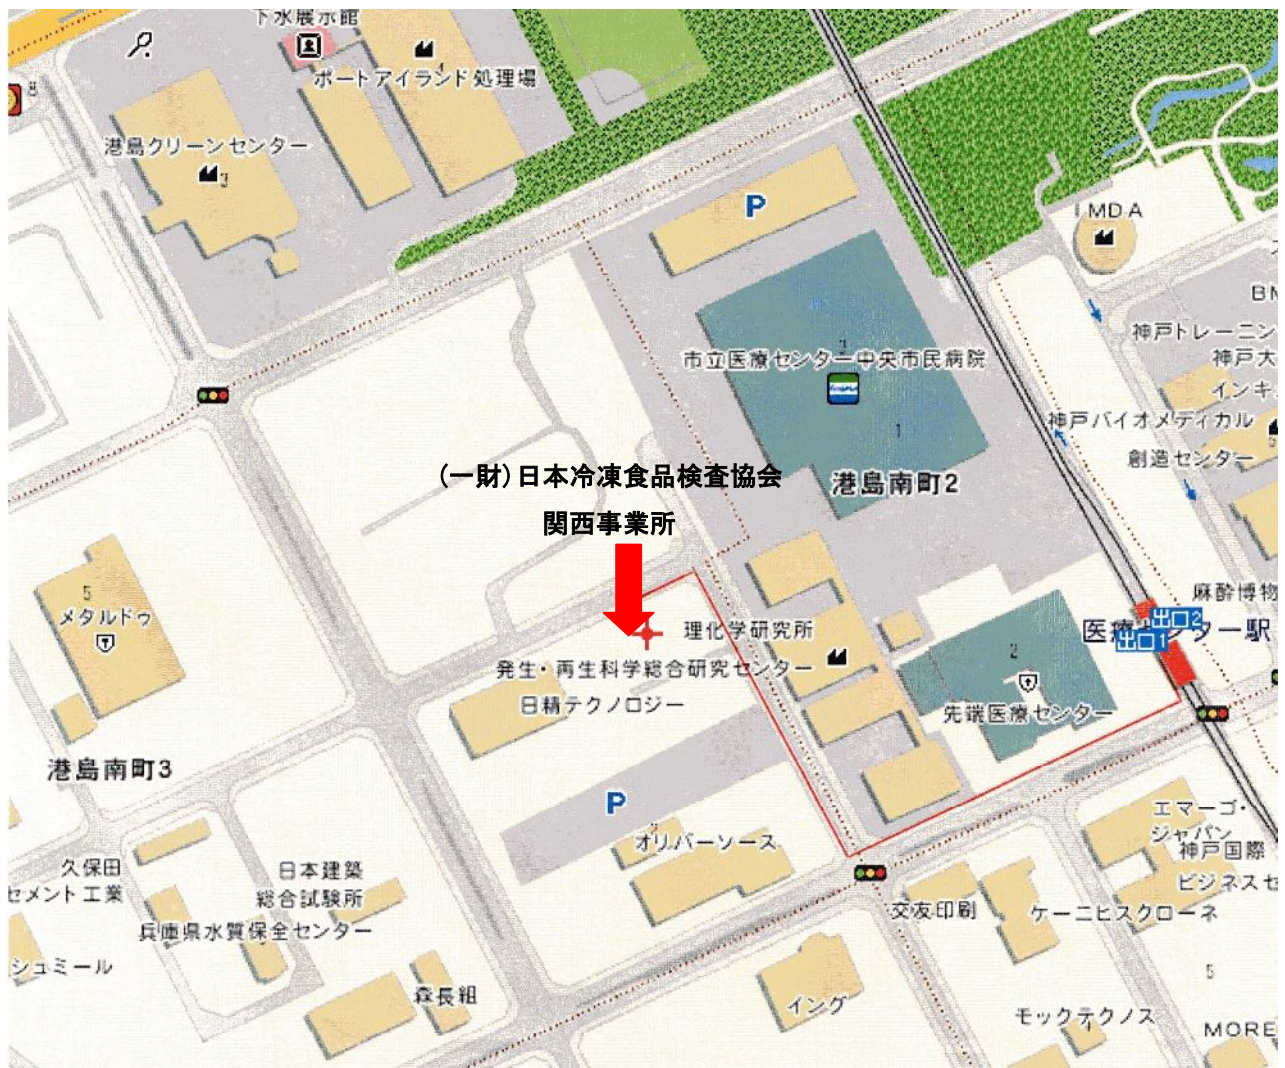 下水展示館
ポートアイランド処理場
4
8
港島クリーンセンター
3
P
IMDA
BM
3
市立医療センター中央市民病院
神戸トレーニン
神戸大
インキ
1
神戸バイオメディカル
創造センター
港島南町2
(一財)日本冷凍食品検査協会
関西事業所
5
メタルドゥ
理化学研究所
発生・再生科学総合研究センター
日精テクノロジー
2
先端医療センター
麻酔博物
出口2
医療センター駅
出口1
港島南町3
P
オリバーソース
エマーゴ・
ジャパン
神戸国際
ビジネスセ
久保田
セメント工業
日本建築
総合試験所
兵庫県水質保全センター
交友印刷
ケーニヒスクローネ
シュミール
森長組
イング
5
モックテクノス
MORE